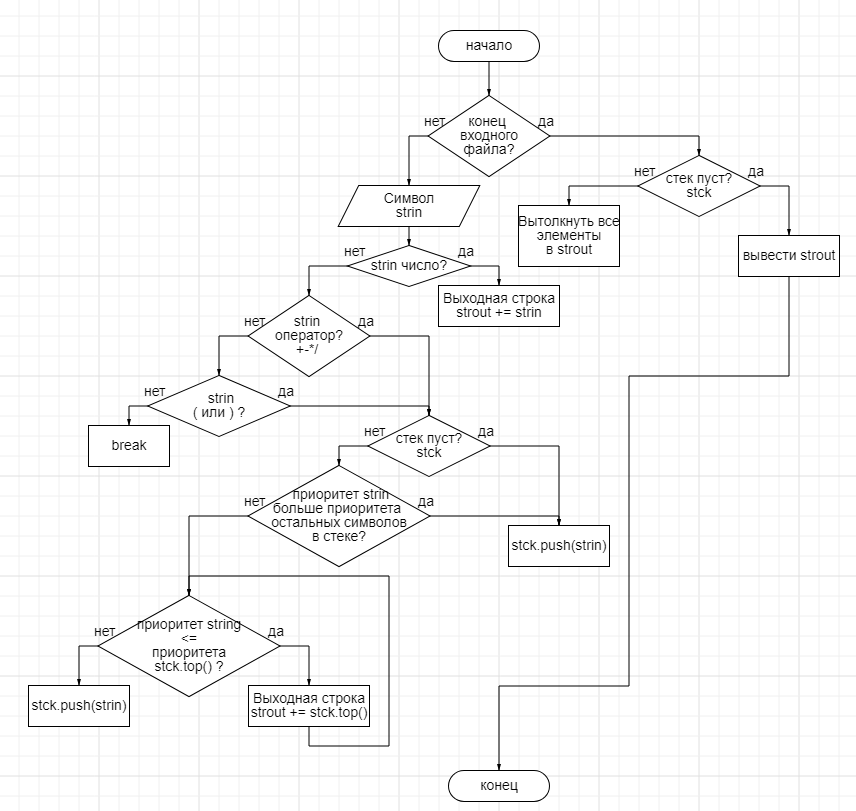 начало
нет
конец
входного
файла?
да
нет
стек пуст?
stck
да
Символ
strin
Вытолкнуть все
элементы
в strout
вывести strout
нет
strin число?
да
Выходная строка
strout += strin
нет
strin
оператор?
+-*/
да
нет
strin
( или ) ?
да
break
нет
стек пуст?
stck
да
нет
приоритет strin
больше приоритета
остальных символов
в стеке?
да
stck.push(strin)
нет
приоритет string
<=
приоритета
stck.top() ?
да
stck.push(strin)
Выходная строка
strout += stck.top()
конец